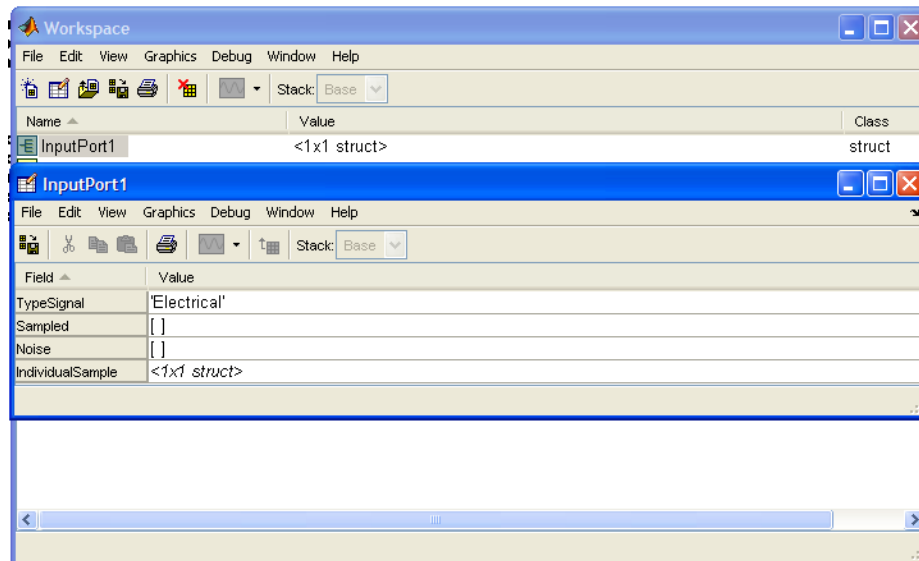 Workspace
File Edit View Graphics Debug Window Help
Stack: Base
Name Value Class
InputPort1 <1x1 struct> struct
InputPort1
File Edit View Graphics Debug Window Help
Stack: Base
Field Value
TypeSignal 'Electrical'
Sampled [ ]
Noise [ ]
IndividualSample <1x1 struct>